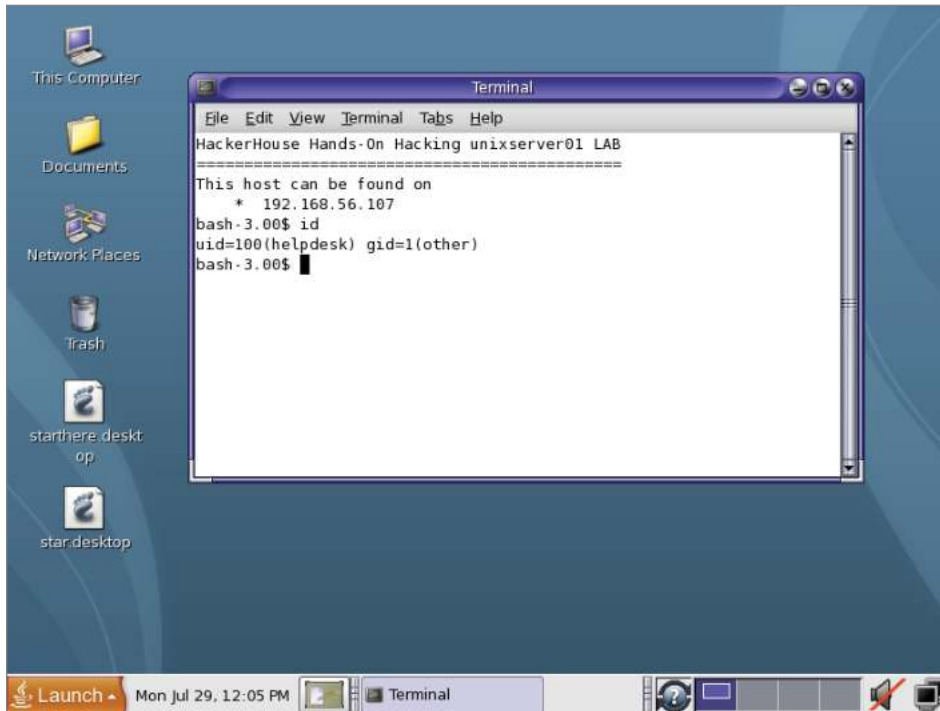 This Computer
Documents
Network Places
Trash
starthere.deskt
op
star.desktop
Terminal
File Edit View Terminal Tabs Help
HackerHouse Hands-On Hacking unixserver01 LAB
=============================================
This host can be found on
* 192.168.56.107
bash-3.00$ id
uid=100(helpdesk) gid=1(other)
bash-3.00$
Launch Mon Jul 29, 12:05 PM Terminal